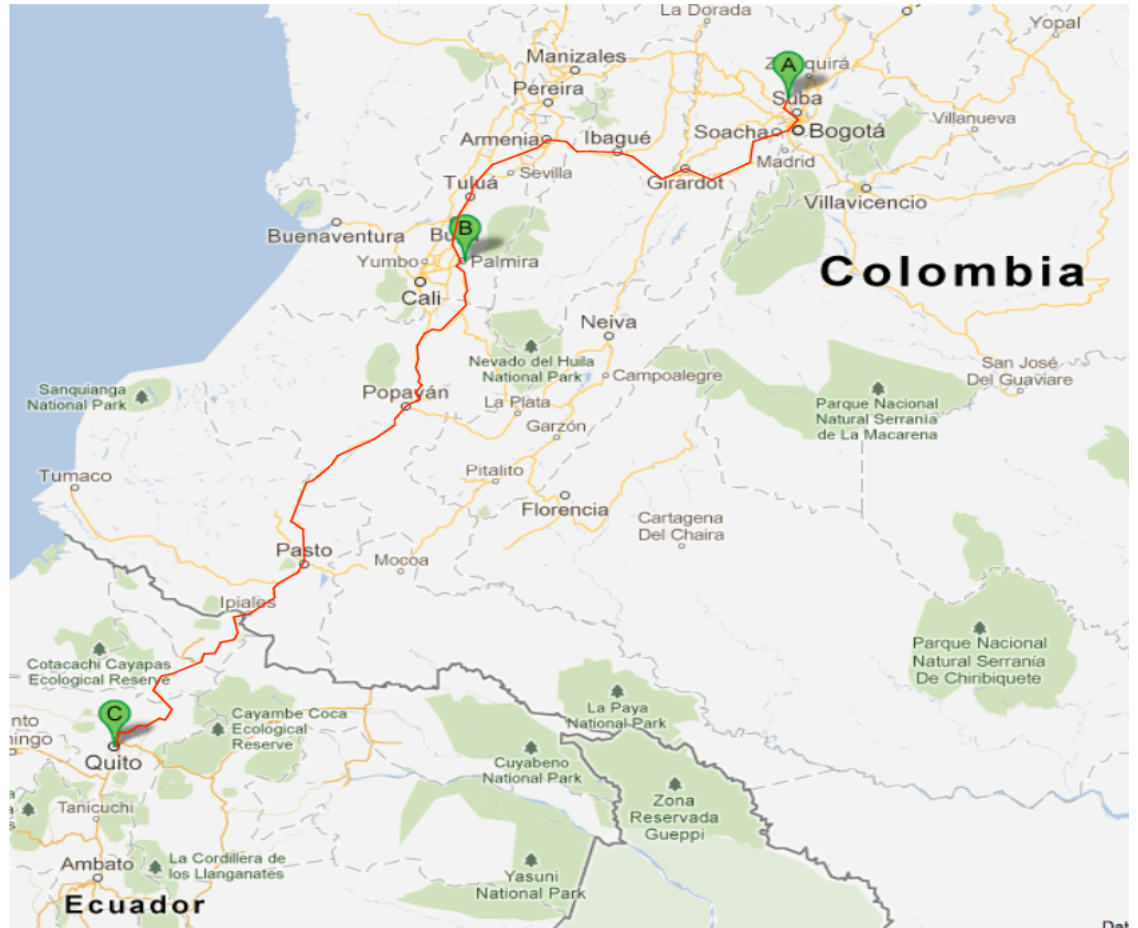 La Dorada
Yopal
Manizales
A
Pereira
Suba
Villanueva
Armenia
Ibagué
Soacha
Bogotá
Madrid
Sevilla
Girardot
Tuluá
Villavicencio
Buenaventura
B
Yumbo
Palmira
Colombia
Cali
Neiva
Nevado del Huila
National Park
Campoalegre
San José
Del Guaviare
Sanquianga
National Park
Popayán
La Plata
Parque Nacional
Natural Serranía
de La Macarena
Garzón
Tumaco
Pitalito
Florencia
Cartagena
Del Chaira
Pasto
Mocoa
Ipiales
Parque Nacional
Natural Serranía
De Chiribiquete
Cotacachi Cayapas
Ecological Reserve
C
Cayambe Coca
Ecological
Reserve
La Paya
National Park
nto
mingo
Quito
Cuyabeno
National Park
Tanicuchi
Zona
Reservada
Gueppi
Ambato
La Cordillera de
los Llanganates
Yasuni
National Park
Ecuador